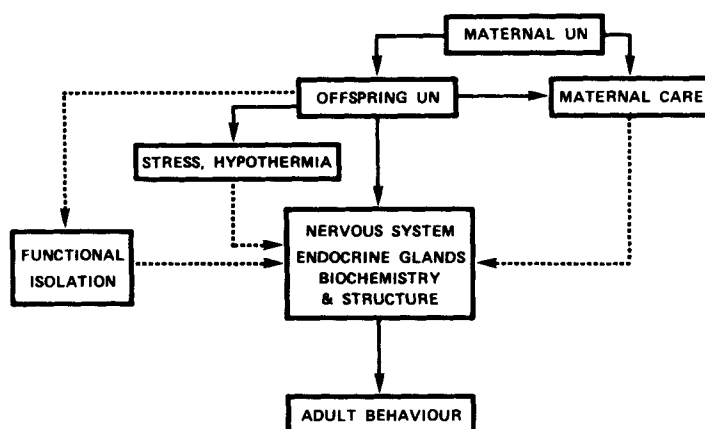 MATERNAL UN
OFFSPRING UN
MATERNAL CARE
STRESS, HYPOTHERMIA
FUNCTIONAL
ISOLATION
NERVOUS SYSTEM
ENDOCRINE GLANDS
BIOCHEMISTRY
& STRUCTURE
ADULT BEHAVIOUR